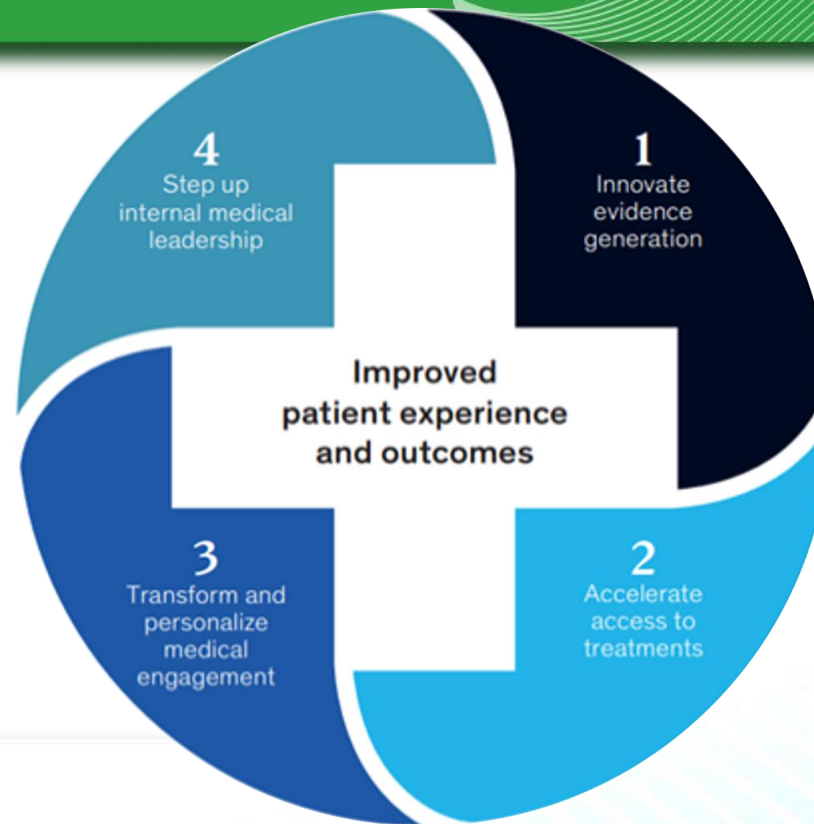 1
Innovate
evidence
generation
2
Accelerate
access to
treatments
3
Transform and
personalize
medical
engagement
4
Step up
internal medical
leadership
Improved
patient experience
and outcomes